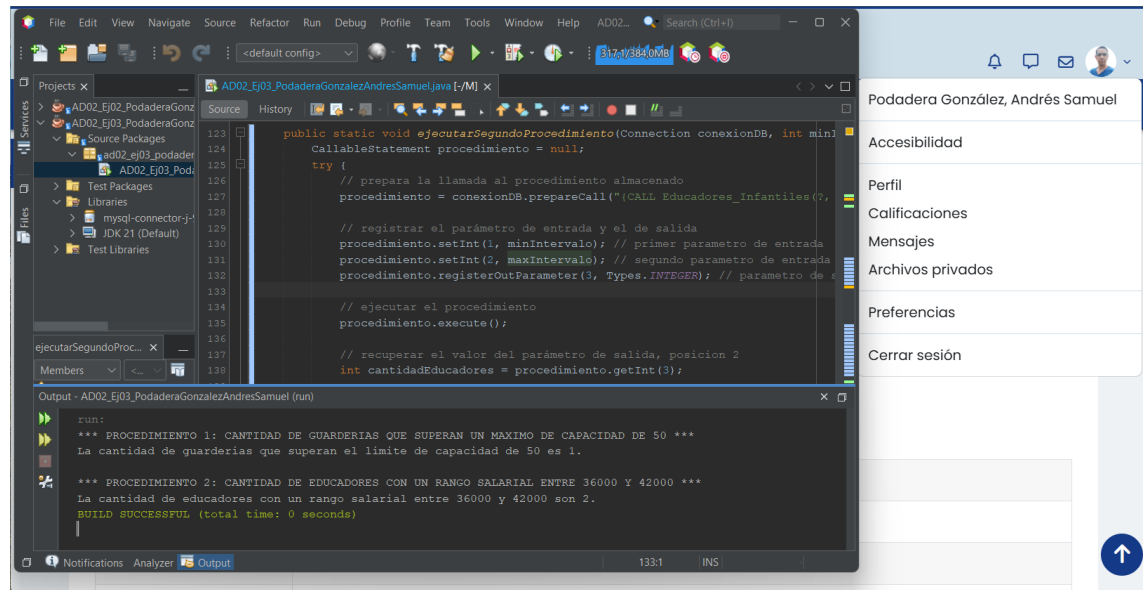 File Edit View Navigate Source Refactor Run Debug Profile Team Tools Window Help AD02... Search (Ctrl+I)
<default config> 317,1/384,0MB
Projects
AD02_Ej03_PodaderaGonzalezAndresSamuel.java [-/M]
Services
Files
AD02_Ej02_PodaderaGonz
AD02_Ej03_PodaderaGonz
Source Packages
ad02_ej03_podader
AD02_Ej03_Poda
Test Packages
Libraries
mysql-connector-j-
JDK 21 (Default)
Test Libraries
Source History
123 public static void ejecutarSegundoProcedimiento(Connection conexionDB, int minI
124 CallableStatement procedimiento = null;
125 try {
126 // prepara la llamada al procedimiento almacenado
127 procedimiento = conexionDB.prepareCall("{CALL Educadores_Infantiles(?,
128
129 // registrar el parámetro de entrada y el de salida
130 procedimiento.setInt(1, minIntervalo); // primer parametro de entrada
131 procedimiento.setInt(2, maxIntervalo); // segundo parametro de entrada
132 procedimiento.registerOutParameter(3, Types.INTEGER); // parametro de s
133
134 // ejecutar el procedimiento
135 procedimiento.execute();
136
137 // recuperar el valor del parámetro de salida, posicion 2
138 int cantidadEducadores = procedimiento.getInt(3);
ejecutarSegundoProc...
Members <...
Output - AD02_Ej03_PodaderaGonzalezAndresSamuel (run)
run:
*** PROCEDIMIENTO 1: CANTIDAD DE GUARDERIAS QUE SUPERAN UN MAXIMO DE CAPACIDAD DE 50 ***
La cantidad de guarderias que superan el limite de capacidad de 50 es 1.
*** PROCEDIMIENTO 2: CANTIDAD DE EDUCADORES CON UN RANGO SALARIAL ENTRE 36000 Y 42000 ***
La cantidad de educadores con un rango salarial entre 36000 y 42000 son 2.
BUILD SUCCESSFUL (total time: 0 seconds)
Notifications Analyzer Output 133:1 INS
Podadera González, Andrés Samuel
Accesibilidad
Perfil
Calificaciones
Mensajes
Archivos privados
Preferencias
Cerrar sesión